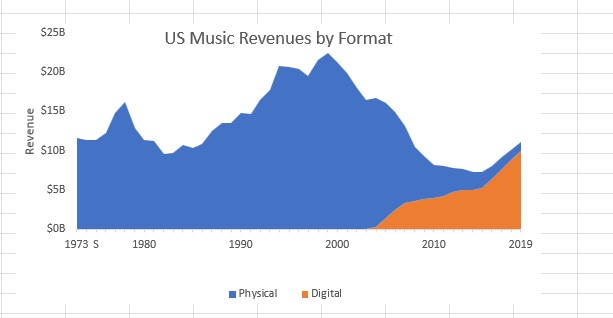 US Music Revenues by Format
$25B
$20B
$15B
$10B
$5B
$0B
Revenue
1973 S 1980 1990 2000 2010 2019
Physical Digital